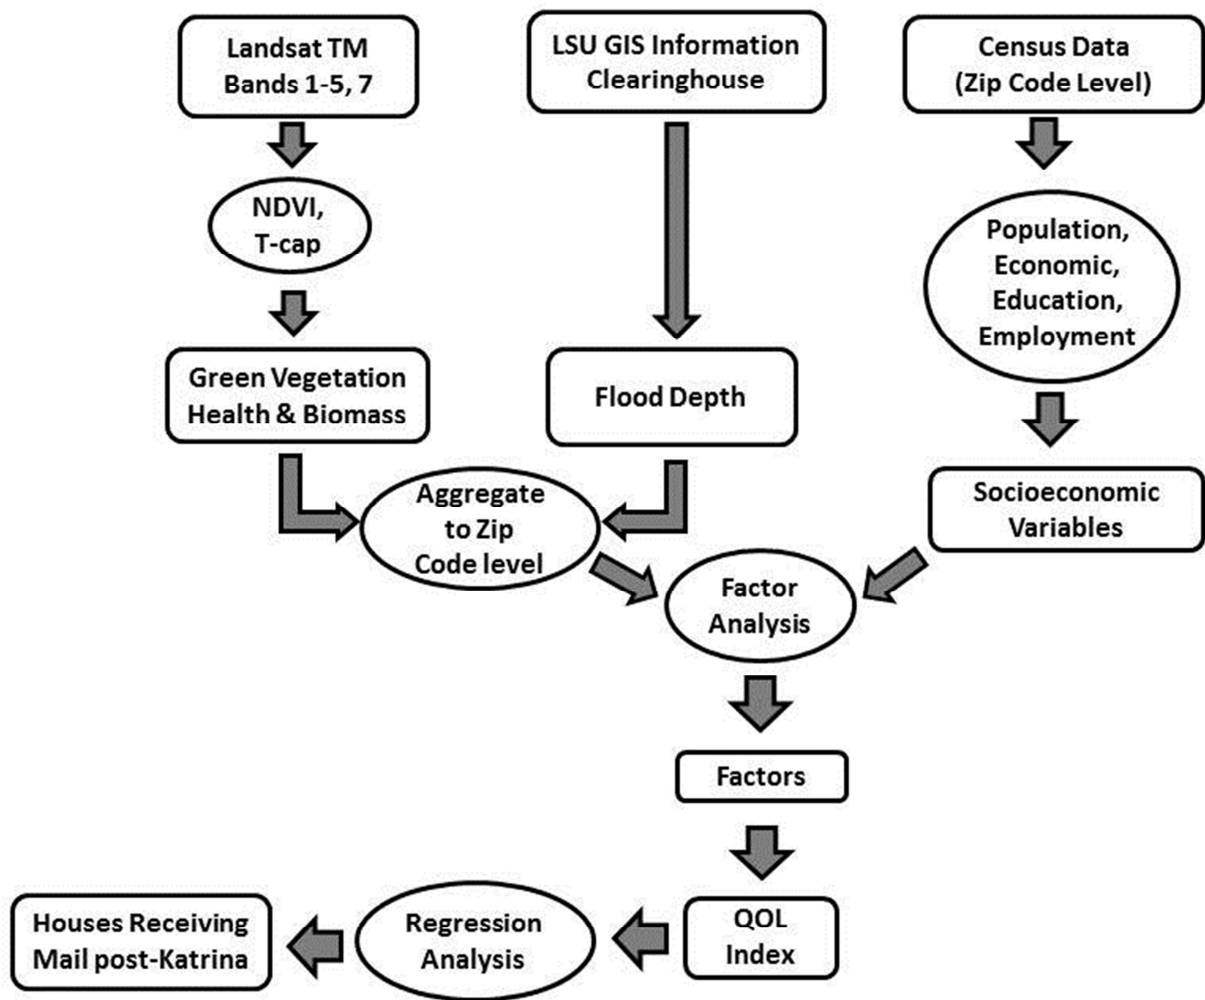 Landsat TM
Bands 1-5, 7
LSU GIS Information
Clearinghouse
Census Data
(Zip Code Level)
NDVI,
T-cap
Population,
Economic,
Education,
Employment
Green Vegetation
Health & Biomass
Flood Depth
Aggregate
to Zip
Code level
Socioeconomic
Variables
Factor
Analysis
Factors
QOL
Index
Regression
Analysis
Houses Receiving
Mail post-Katrina